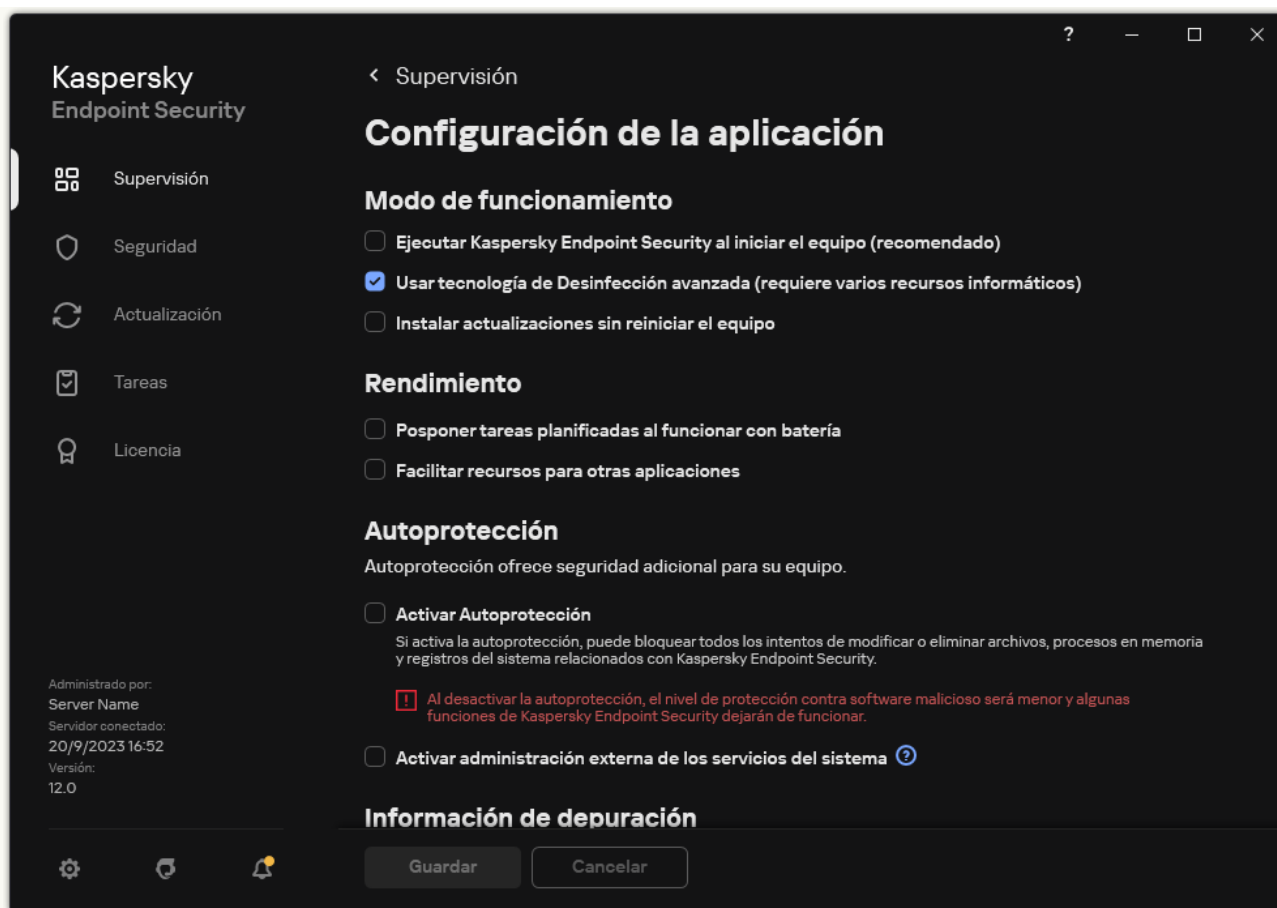 ?
Kaspersky
Endpoint Security
Supervisión
Seguridad
Actualización
Tareas
Licencia
Administrado por:
Server Name
Servidor conectado:
20/9/2023 16:52
Versión:
12.0
Supervisión
Configuración de la aplicación
Modo de funcionamiento
Ejecutar Kaspersky Endpoint Security al iniciar el equipo (recomendado)
Usar tecnología de Desinfección avanzada (requiere varios recursos informáticos)
Instalar actualizaciones sin reiniciar el equipo
Rendimiento
Posponer tareas planificadas al funcionar con batería
Facilitar recursos para otras aplicaciones
Autoprotección
Autoprotección ofrece seguridad adicional para su equipo.
Activar Autoprotección
Si activa la autoprotección, puede bloquear todos los intentos de modificar o eliminar archivos, procesos en memoria
y registros del sistema relacionados con Kaspersky Endpoint Security.
Al desactivar la autoprotección, el nivel de protección contra software malicioso será menor y algunas
funciones de Kaspersky Endpoint Security dejarán de funcionar.
Activar administración externa de los servicios del sistema ?
Información de depuración
Guardar
Cancelar